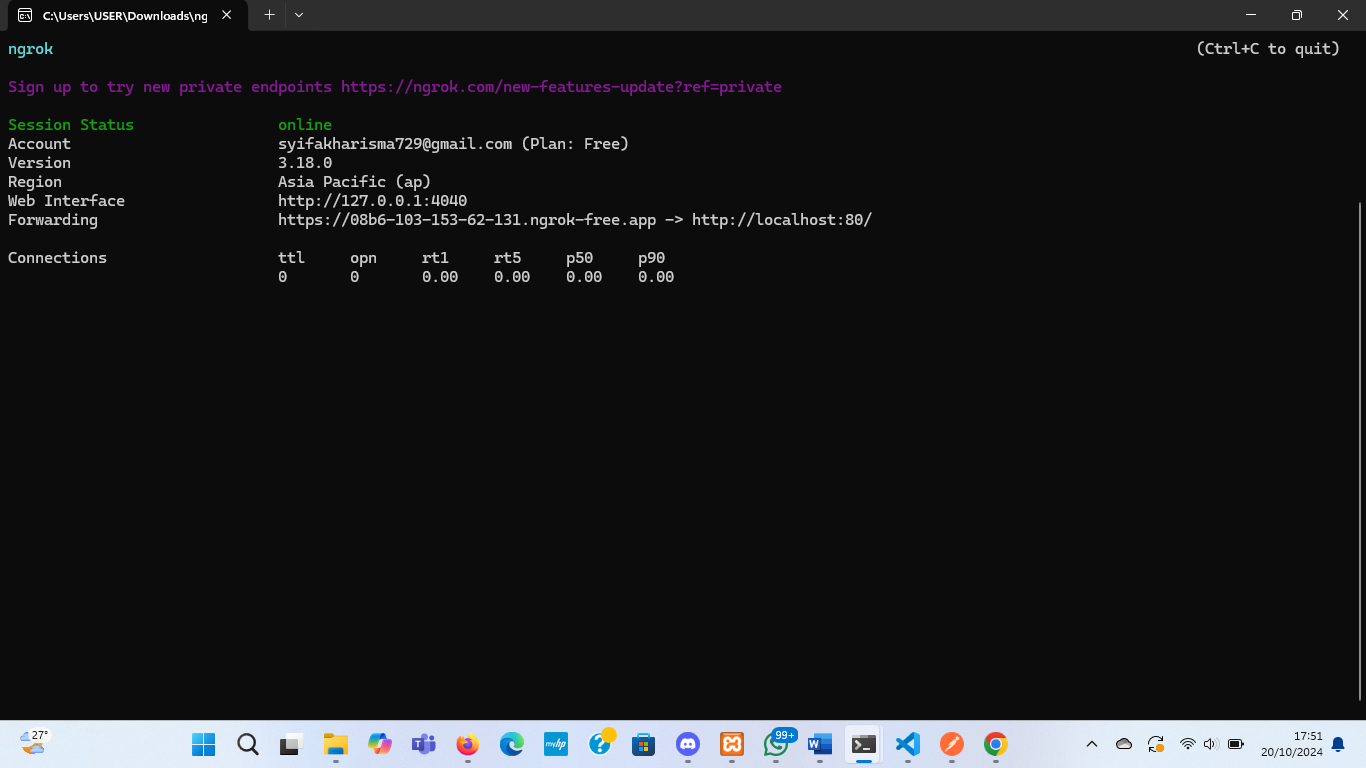 C:\Users\USER\Downloads\ng
ngrok (Ctrl+C to quit)
Sign up to try new private endpoints https://ngrok.com/new-features-update?ref=private
Session Status online
Account syifakharisma729@gmail.com (Plan: Free)
Version 3.18.0
Region Asia Pacific (ap)
Web Interface http://127.0.0.1:4040
Forwarding https://08b6-103-153-62-131.ngrok-free.app -> http://localhost:80/
Connections ttl opn rt1 rt5 p50 p90
0 0 0.00 0.00 0.00 0.00
27°
myhp
99+
17:51
20/10/2024